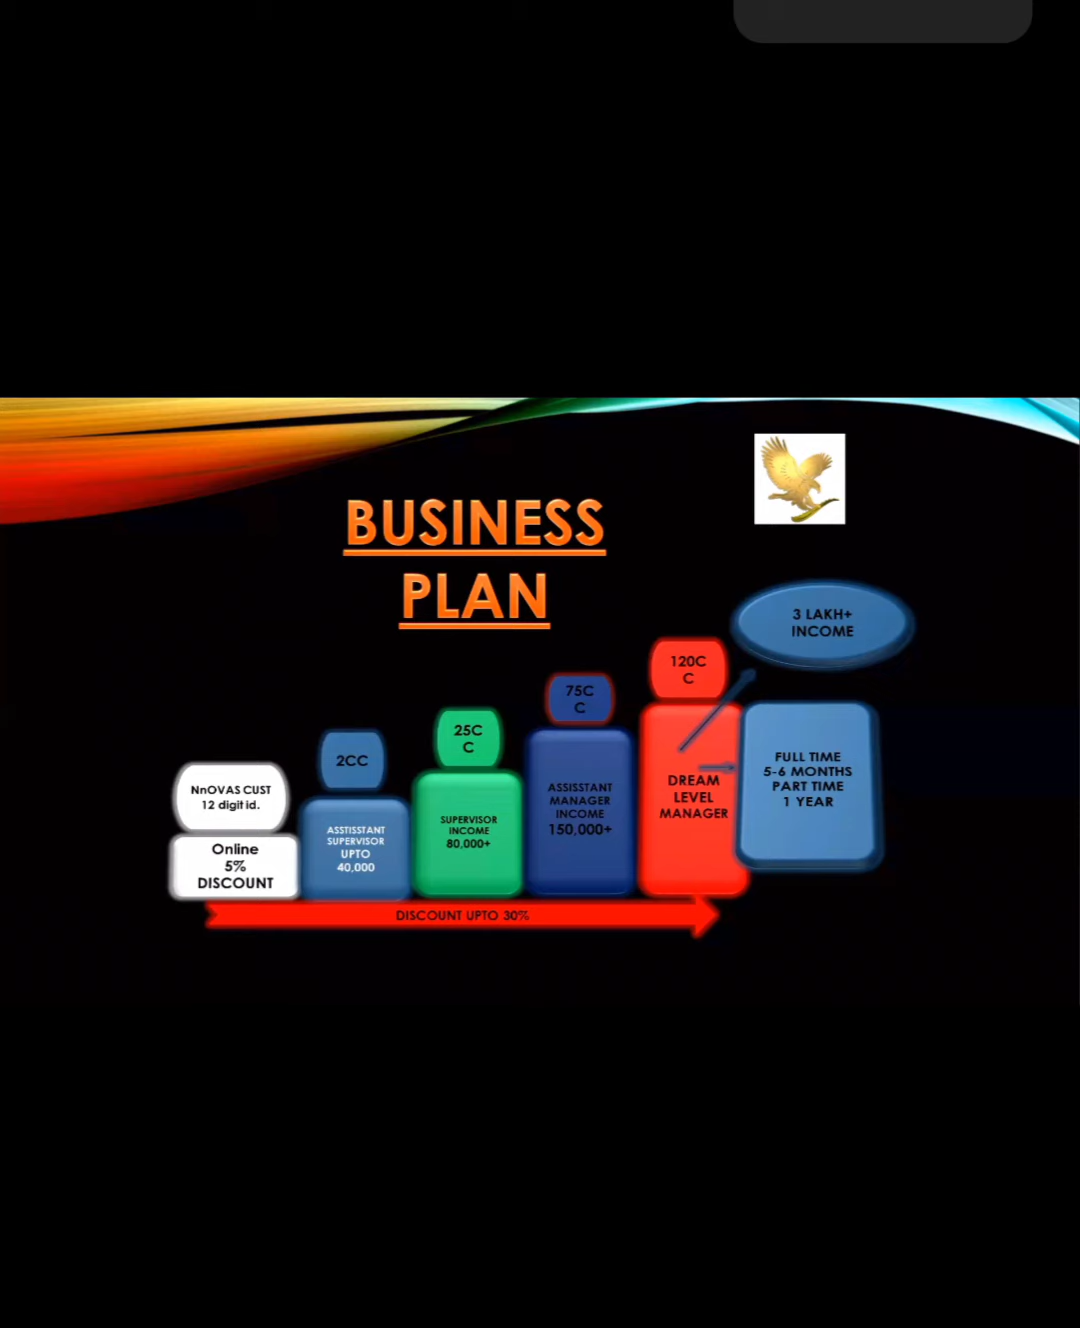 BUSINESS
PLAN
3 LAKH+
INCOME
120C
C
75C
C
25C
C
2CC
NnOVAS CUST
12 digit id.
Online
5%
DISCOUNT
ASSTISSTANT
SUPERVISOR
UPTO
40,000
SUPERVISOR
INCOME
80,000+
ASSISSTANT
MANAGER
INCOME
150,000+
DREAM
LEVEL
MANAGER
FULL TIME
5-6 MONTHS
PART TIME
1 YEAR
DISCOUNT UPTO 30%